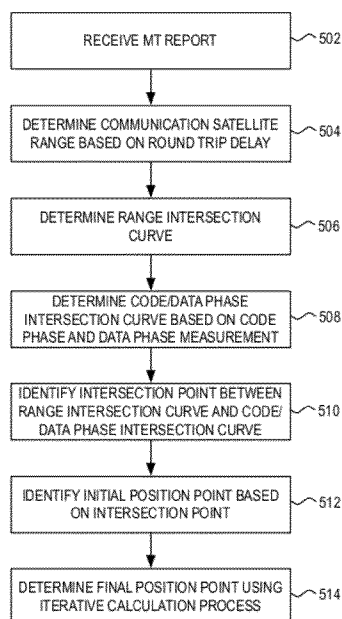 RECEIVE MT REPORT
502
DETERMINE COMMUNICATION SATELLITE
RANGE BASED ON ROUND TRIP DELAY
504
DETERMINE RANGE INTERSECTION
CURVE
506
DETERMINE CODE/DATA PHASE
INTERSECTION CURVE BASED ON CODE
PHASE AND DATA PHASE MEASUREMENT
508
IDENTIFY INTERSECTION POINT BETWEEN
RANGE INTERSECTION CURVE AND CODE/
DATA PHASE INTERSECTION CURVE
510
IDENTIFY INITIAL POSITION POINT BASED
ON INTERSECTION POINT
512
DETERMINE FINAL POSITION POINT USING
ITERATIVE CALCULATION PROCESS
514